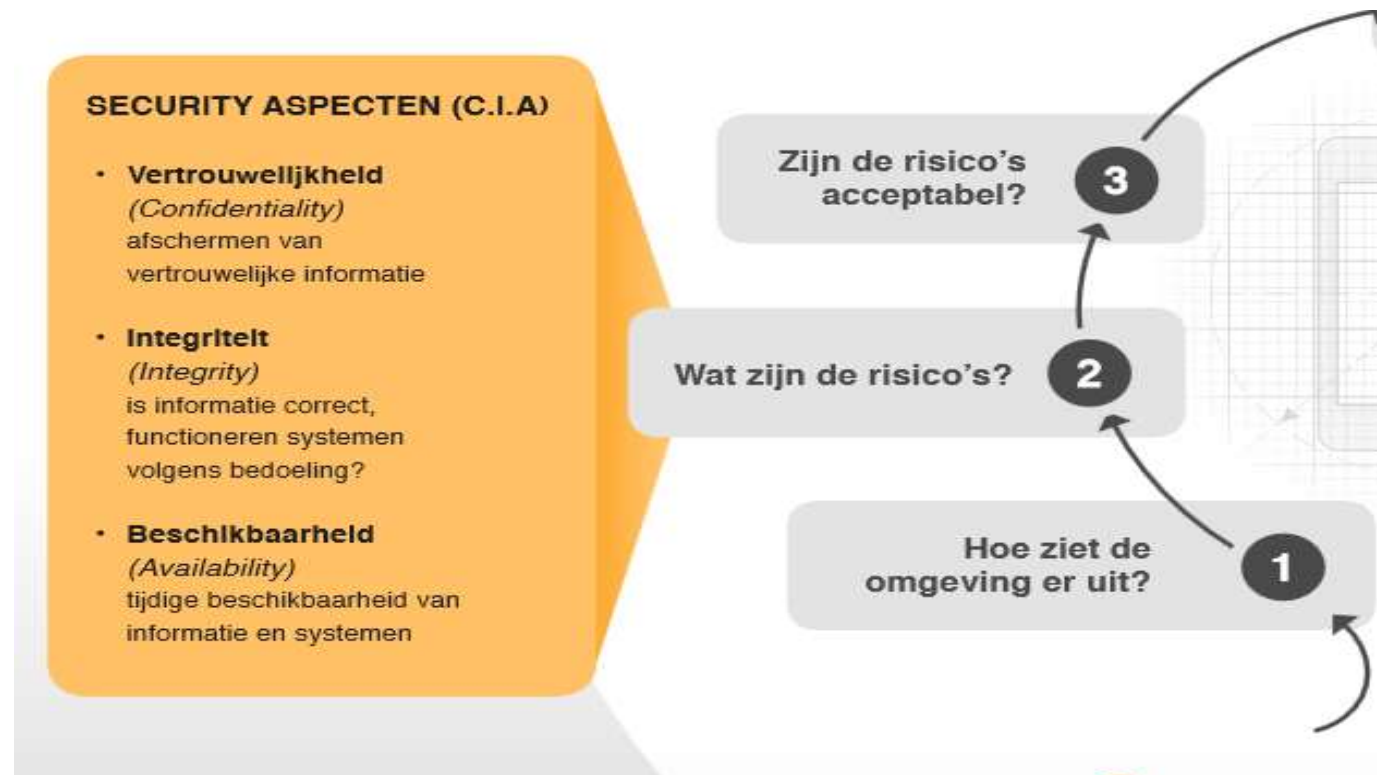 SECURITY ASPECTEN (C.I.A)
• Vertrouwelijkheid
(Confidentiality)
afschermen van
vertrouwelijke informatie
• Integriteit
(Integrity)
is informatie correct,
functioneren systemen
volgens bedoeling?
• Beschikbaarheid
(Availability)
tijdige beschikbaarheid van
informatie en systemen
Zijn de risico's
acceptabel?
3
Wat zijn de risico's?
2
Hoe ziet de
omgeving er uit?
1